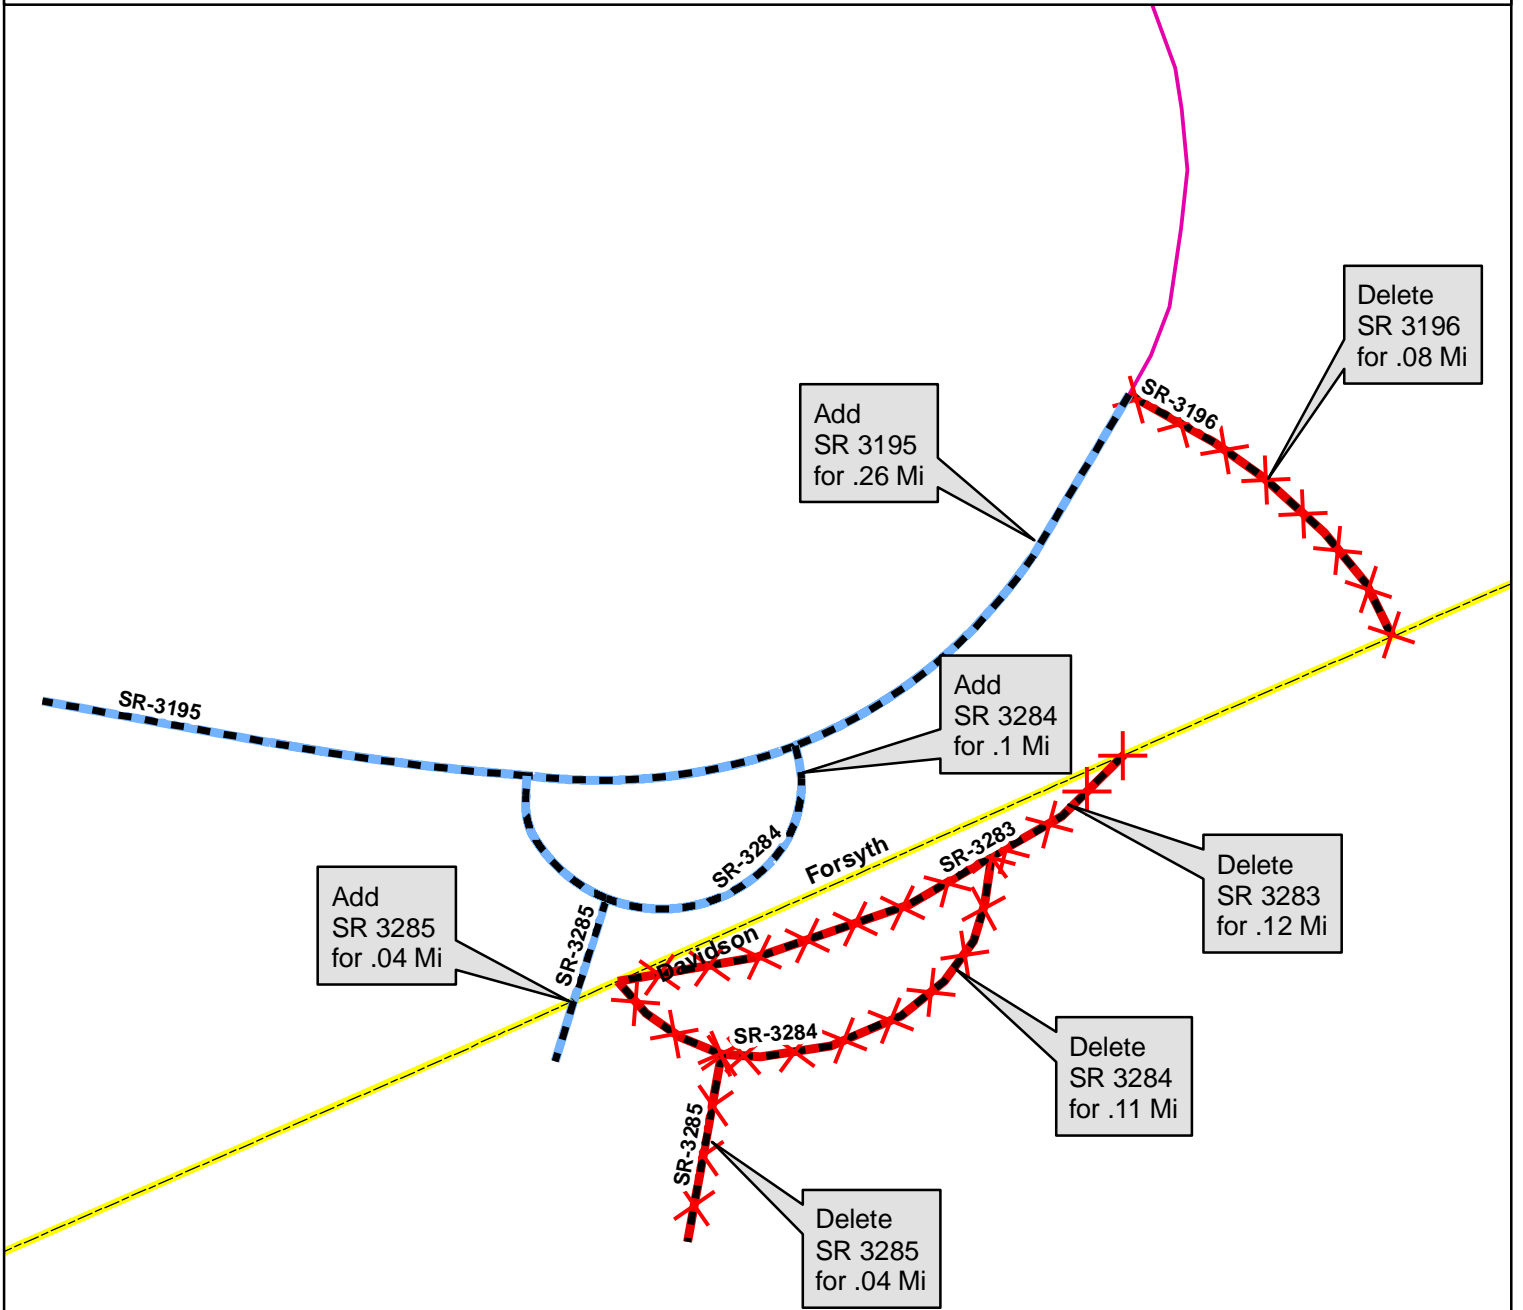 Delete
SR 3196
for .08 Mi
SR-3196
Add
SR 3195
for .26 Mi
Add
SR 3284
for .1 Mi
SR-3195
SR-3284
SR-3283
Forsyth
Delete
SR 3283
for .12 Mi
Add
SR 3285
for .04 Mi
SR-3285
Davidson
SR-3284
Delete
SR 3284
for .11 Mi
SR-3285
Delete
SR 3285
for .04 Mi